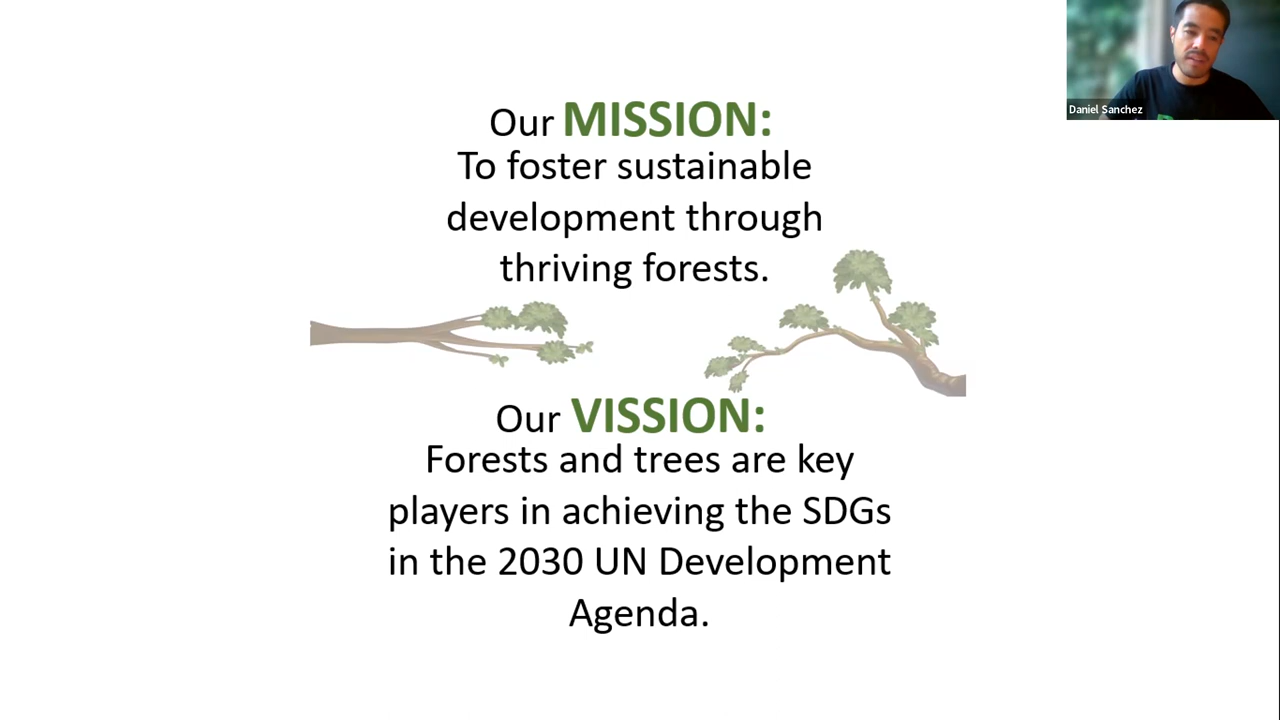 Our MISSION:
To foster sustainable
development through
thriving forests.
Our VISSION:
Forests and trees are key
players in achieving the SDGs
in the 2030 UN Development
Agenda.
Daniel Sanchez